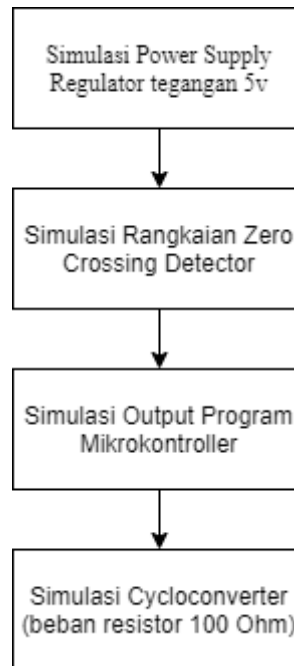 Simulasi Power Supply
Regulator tegangan 5v
Simulasi Rangkaian Zero
Crossing Detector
Simulasi Output Program
Mikrokontroller
Simulasi Cycloconverter
(beban resistor 100 Ohm)